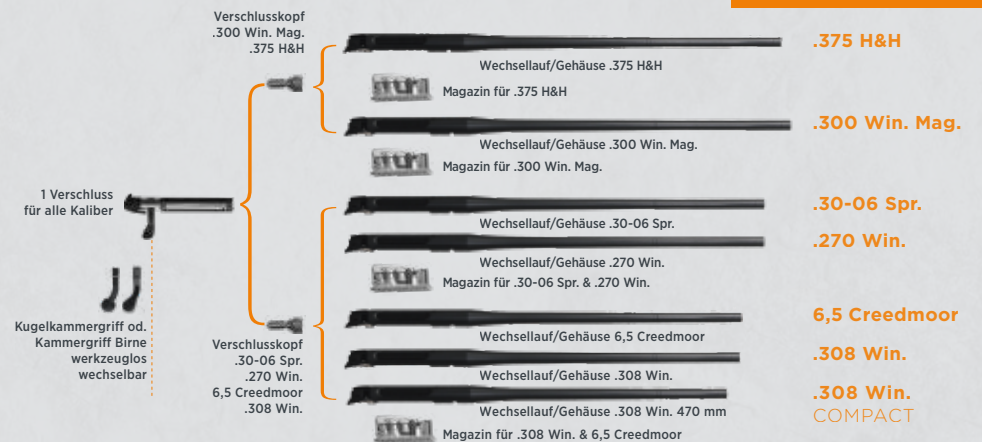 Verschlusskopf
.300 Win. Mag.
.375 H&H
.375 H&H
Wechsellauf/Gehäuse .375 H&H
Magazin für .375 H&H
.300 Win. Mag.
Wechsellauf/Gehäuse .300 Win. Mag.
Magazin für .300 Win. Mag.
1 Verschluss
für alle Kaliber
.30-06 Spr.
Wechsellauf/Gehäuse .30-06 Spr.
.270 Win.
Wechsellauf/Gehäuse .270 Win.
Magazin für .30-06 Spr. & .270 Win.
Kugelkammergriff od.
Kammergriff Birne
werkzeuglos
wechselbar
Verschlusskopf
.30-06 Spr.
.270 Win.
6,5 Creedmoor
.308 Win.
6,5 Creedmoor
Wechsellauf/Gehäuse 6,5 Creedmoor
.308 Win.
Wechsellauf/Gehäuse .308 Win.
.308 Win.
COMPACT
Wechsellauf/Gehäuse .308 Win. 470 mm
Magazin für .308 Win. & 6,5 Creedmoor